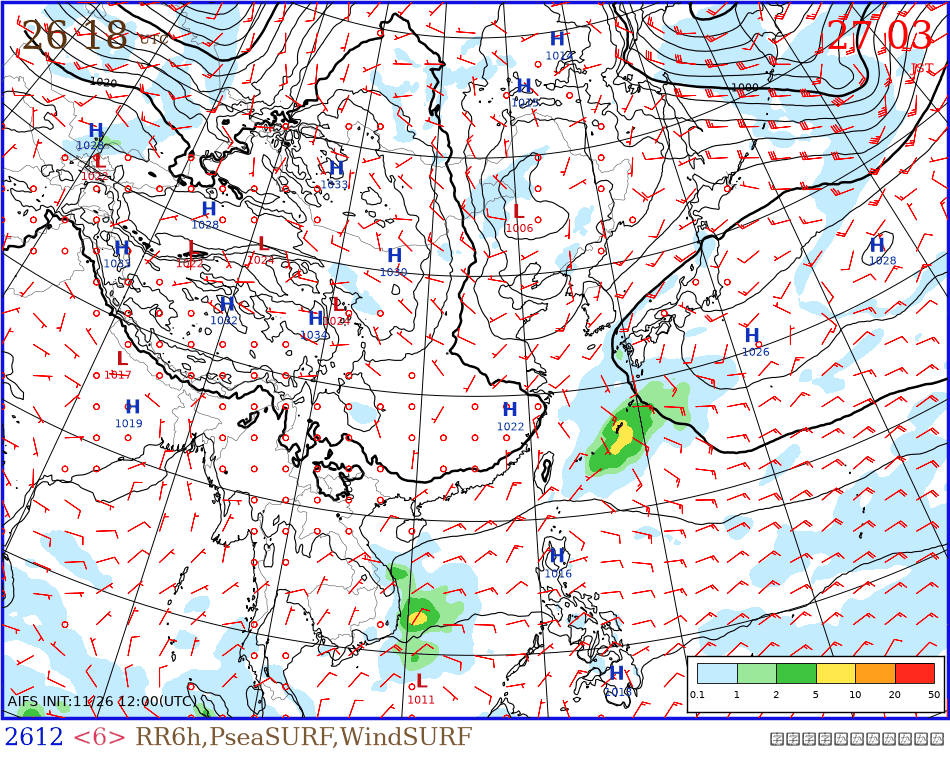 26 18 UTC
27 03
JST
H 1020
H 1019
H 1000
H
H 1028
L 1022
H 1033
H 1028
L 1006
H 1033
L
L 1024
H 1030
H 1028
H 1032
H 1034
L
H 1026
L 1017
H 1019
H 1022
H 1016
H
L 1011
0.1 1 2 5 10 20 50
AIFS INIT:11/26 12:00(UTC)
2612 <6> RR6h,PseaSURF,WindSURF